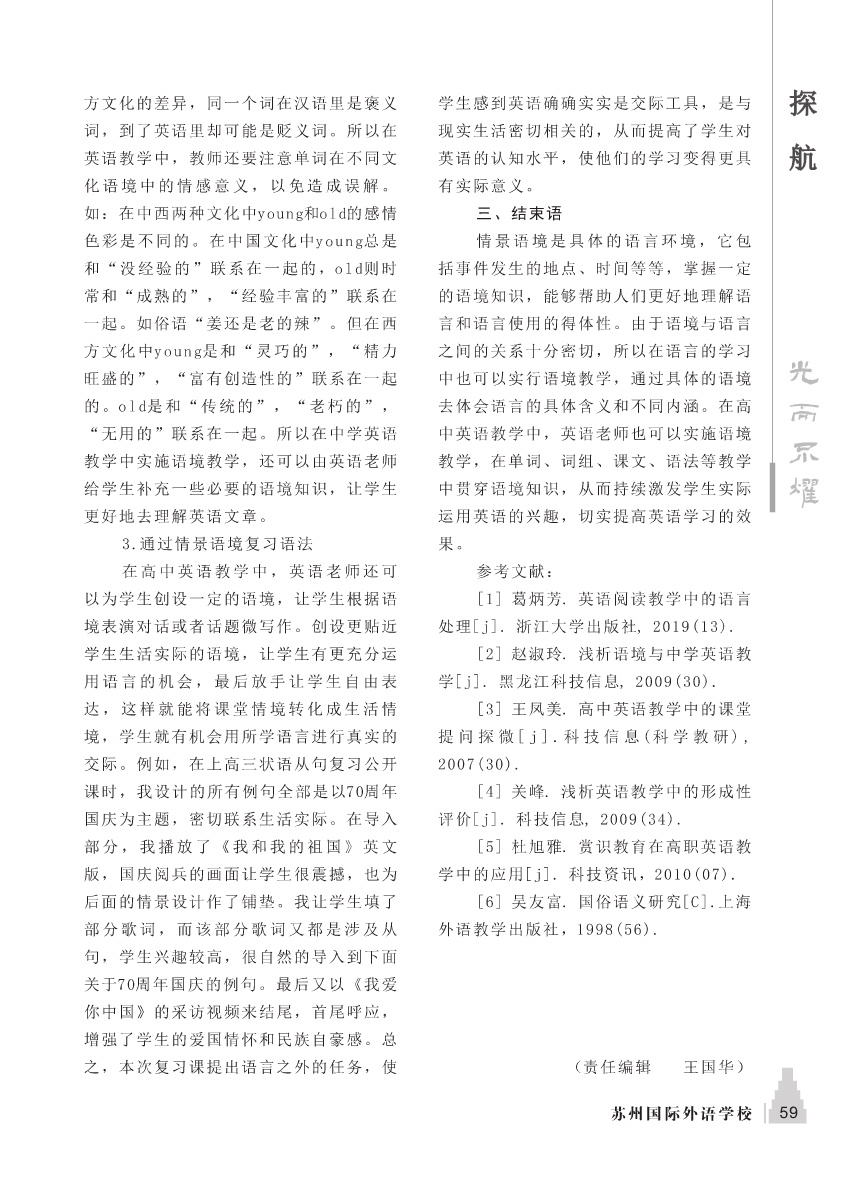 方文化的差异，同一个词在汉语里是褒义
词，到了英语里却可能是贬义词。所以在
英语教学中，教师还要注意单词在不同文
化语境中的情感意义，以免造成误解。
如：在中西两种文化中young和old的感情
色彩是不同的。在中国文化中young总是
和“没经验的”联系在一起的，old则时
常和“成熟的”，“经验丰富的”联系在
一起。如俗语“姜还是老的辣”。但在西
方文化中young是和“灵巧的”，“精力
旺盛的”，“富有创造性的”联系在一起
的。old是和“传统的”，“老朽的”，
“无用的”联系在一起。所以在中学英语
教学中实施语境教学，还可以由英语老师
给学生补充一些必要的语境知识，让学生
更好地去理解英语文章。
3.通过情景语境复习语法
在高中英语教学中，英语老师还可
以为学生创设一定的语境，让学生根据语
境表演对话或者话题微写作。创设更贴近
学生生活实际的语境，让学生有更充分运
用语言的机会，最后放手让学生自由表
达，这样就能将课堂情境转化成生活情
境，学生就有机会用所学语言进行真实的
交际。例如，在上高三状语从句复习公开
课时，我设计的所有例句全部是以70周年
国庆为主题，密切联系生活实际。在导入
部分，我播放了《我和我的祖国》英文
版，国庆阅兵的画面让学生很震撼，也为
后面的情景设计作了铺垫。我让学生填了
部分歌词，而该部分歌词又都是涉及从
句，学生兴趣较高，很自然的导入到下面
关于70周年国庆的例句。最后又以《我爱
你中国》的采访视频来结尾，首尾呼应，
增强了学生的爱国情怀和民族自豪感。总
之，本次复习课提出语言之外的任务，使
学生感到英语确确实实是交际工具，是与
现实生活密切相关的，从而提高了学生对
英语的认知水平，使他们的学习变得更具
有实际意义。
三、结束语
情景语境是具体的语言环境，它包
括事件发生的地点、时间等等，掌握一定
的语境知识，能够帮助人们更好地理解语
言和语言使用的得体性。由于语境与语言
之间的关系十分密切，所以在语言的学习
中也可以实行语境教学，通过具体的语境
去体会语言的具体含义和不同内涵。在高
中英语教学中，英语老师也可以实施语境
教学，在单词、词组、课文、语法等教学
中贯穿语境知识，从而持续激发学生实际
运用英语的兴趣，切实提高英语学习的效
果。
参考文献：
[1] 葛炳芳. 英语阅读教学中的语言
处理[j]. 浙江大学出版社, 2019(13).
[2] 赵淑玲. 浅析语境与中学英语教
学[j]. 黑龙江科技信息, 2009(30).
[3] 王凤美. 高中英语教学中的课堂
提问探微[j].科技信息(科学教研),
2007(30).
[4] 关峰. 浅析英语教学中的形成性
评价[j]. 科技信息, 2009(34).
[5] 杜旭雅. 赏识教育在高职英语教
学中的应用[j]. 科技资讯，2010(07).
[6] 吴友富. 国俗语义研究[C].上海
外语教学出版社，1998(56).
（责任编辑　　王国华）
探
航
光
而
不
耀
苏州国际外语学校 59